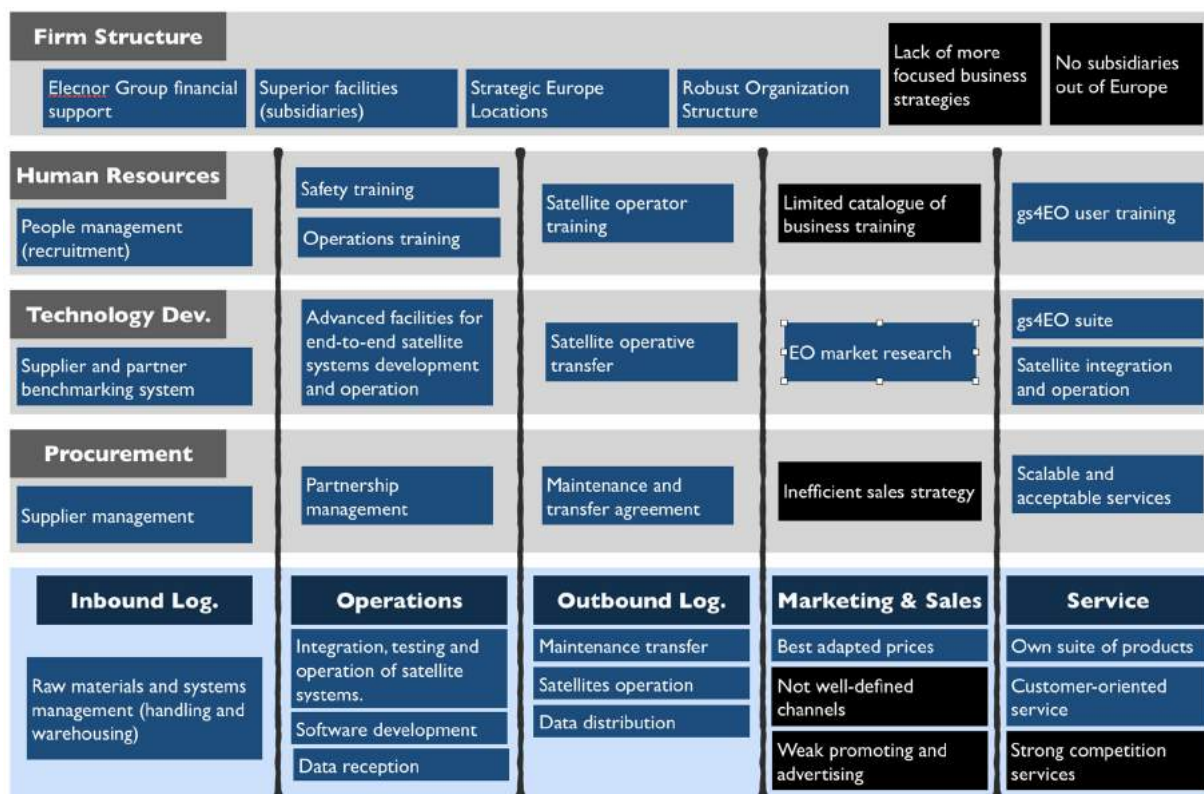 Firm Structure
Elecnor Group financial
support
Superior facilities
(subsidiaries)
Strategic Europe
Locations
Robust Organization
Structure
Lack of more
focused business
strategies
No subsidiaries
out of Europe
Human Resources
People management
(recruitment)
Safety training
Operations training
Satellite operator
training
Limited catalogue of
business training
gs4EO user training
Technology Dev.
Supplier and partner
benchmarking system
Advanced facilities for
end-to-end satellite
systems development
and operation
Satellite operative
transfer
EO market research
gs4EO suite
Satellite integration
and operation
Procurement
Supplier management
Partnership
management
Maintenance and
transfer agreement
Inefficient sales strategy
Scalable and
acceptable services
Inbound Log.
Raw materials and systems
management (handling and
warehousing)
Operations
Integration, testing and
operation of satellite
systems.
Software development
Data reception
Outbound Log.
Maintenance transfer
Satellites operation
Data distribution
Marketing & Sales
Best adapted prices
Not well-defined
channels
Weak promoting and
advertising
Service
Own suite of products
Customer-oriented
service
Strong competition
services